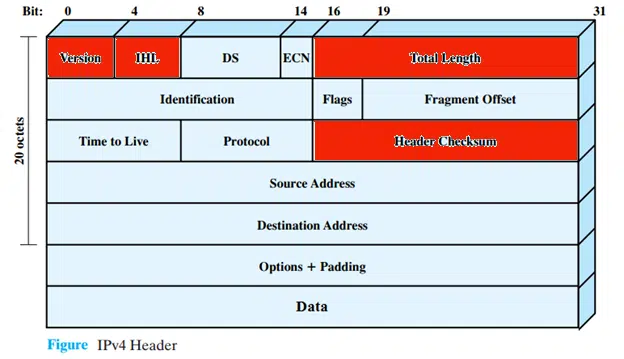 Bit: 0 4 8 14 16 19 31
Version IHL DS ECN Total Length
Identification Flags Fragment Offset
Time to Live Protocol Header Checksum
20 octets
Source Address
Destination Address
Options + Padding
Data
Figure IPv4 Header